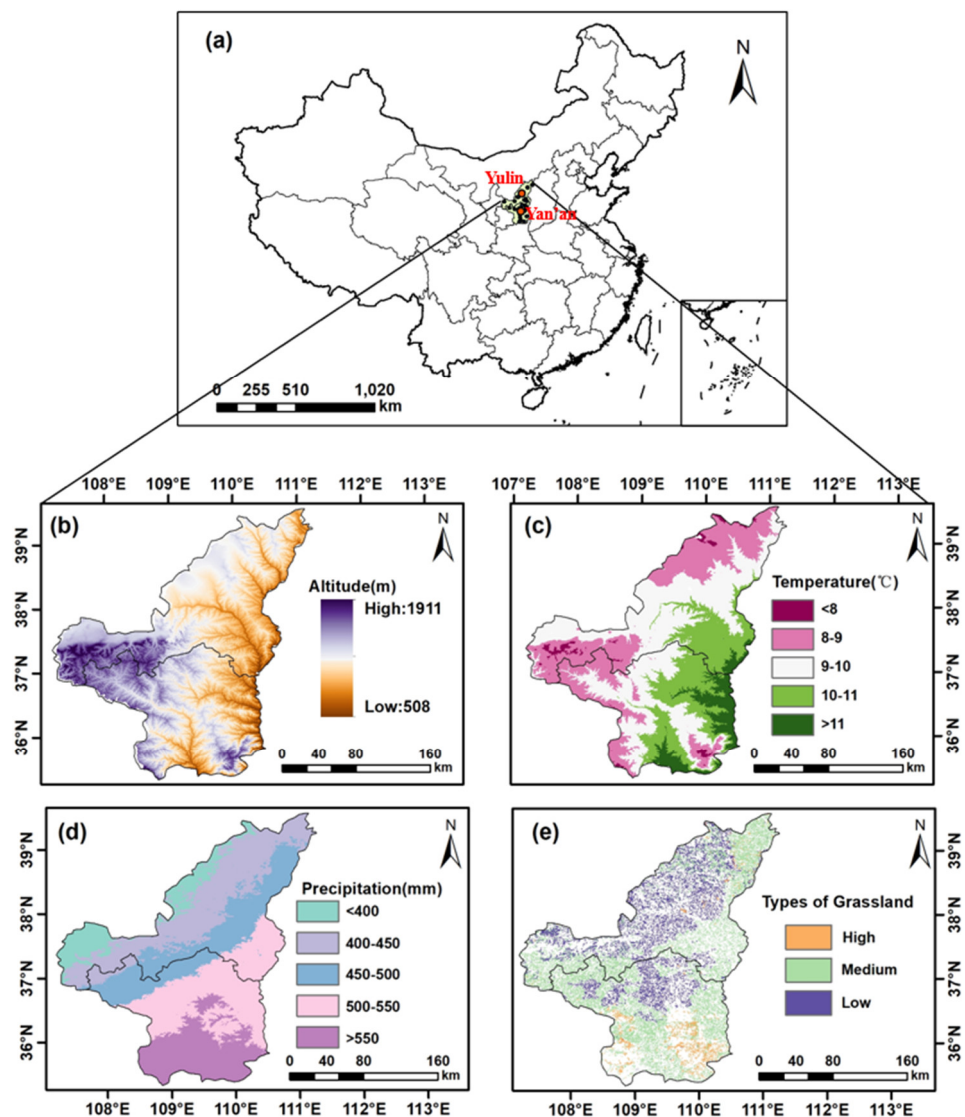 (a)
N
Yulin
Yan'an
0 255 510 1,020
km
108°E 109°E 110°E 111°E 112°E 113°E
107°E 108°E 109°E 110°E 111°E 112°E 113°E
(b)
N
Altitude(m)
High:1911
Low:508
0 40 80 160
km
39°N
38°N
37°N
36°N
(c)
N
Temperature(℃)
<8
8-9
9-10
10-11
>11
0 40 80 160
km
39°N
38°N
37°N
36°N
(d)
N
Precipitation(mm)
<400
400-450
450-500
500-550
>550
0 40 80 160
km
39°N
38°N
37°N
36°N
(e)
N
Types of Grassland
High
Medium
Low
0 40 80 160
km
39°N
38°N
37°N
36°N
108°E 109°E 110°E 111°E 112°E 113°E
108°E 109°E 110°E 111°E 112°E 113°E